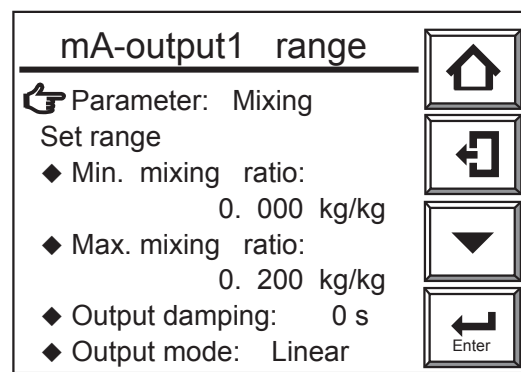 mA-output1 range
Parameter: Mixing
Set range
◆ Min. mixing ratio:
0. 000 kg/kg
◆ Max. mixing ratio:
0. 200 kg/kg
◆ Output damping: 0 s
◆ Output mode: Linear
Enter